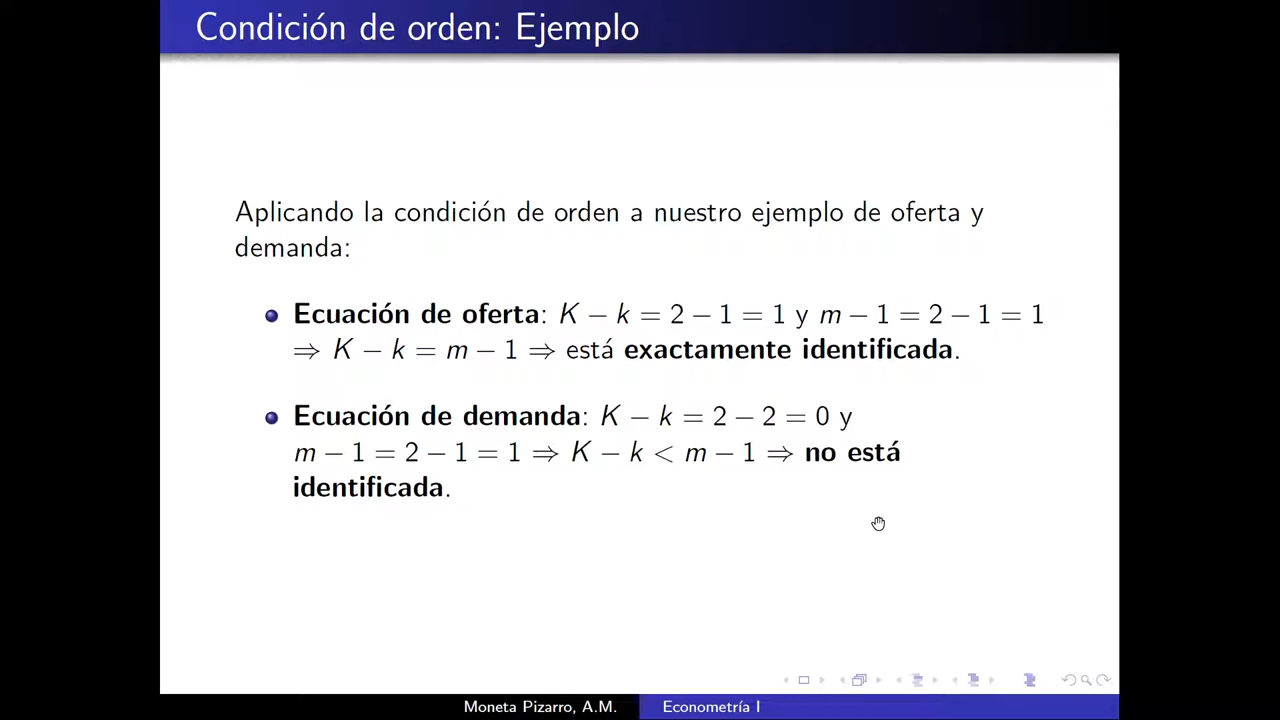 Condición de orden: Ejemplo
Aplicando la condición de orden a nuestro ejemplo de oferta y
demanda:
Ecuación de oferta: K − k = 2 − 1 = 1 y m − 1 = 2 − 1 = 1
⇒ K − k = m − 1 ⇒ está exactamente identificada.
Ecuación de demanda: K − k = 2 − 2 = 0 y
m − 1 = 2 − 1 = 1 ⇒ K − k < m − 1 ⇒ no está
identificada.
Moneta Pizarro, A.M. Econometría I